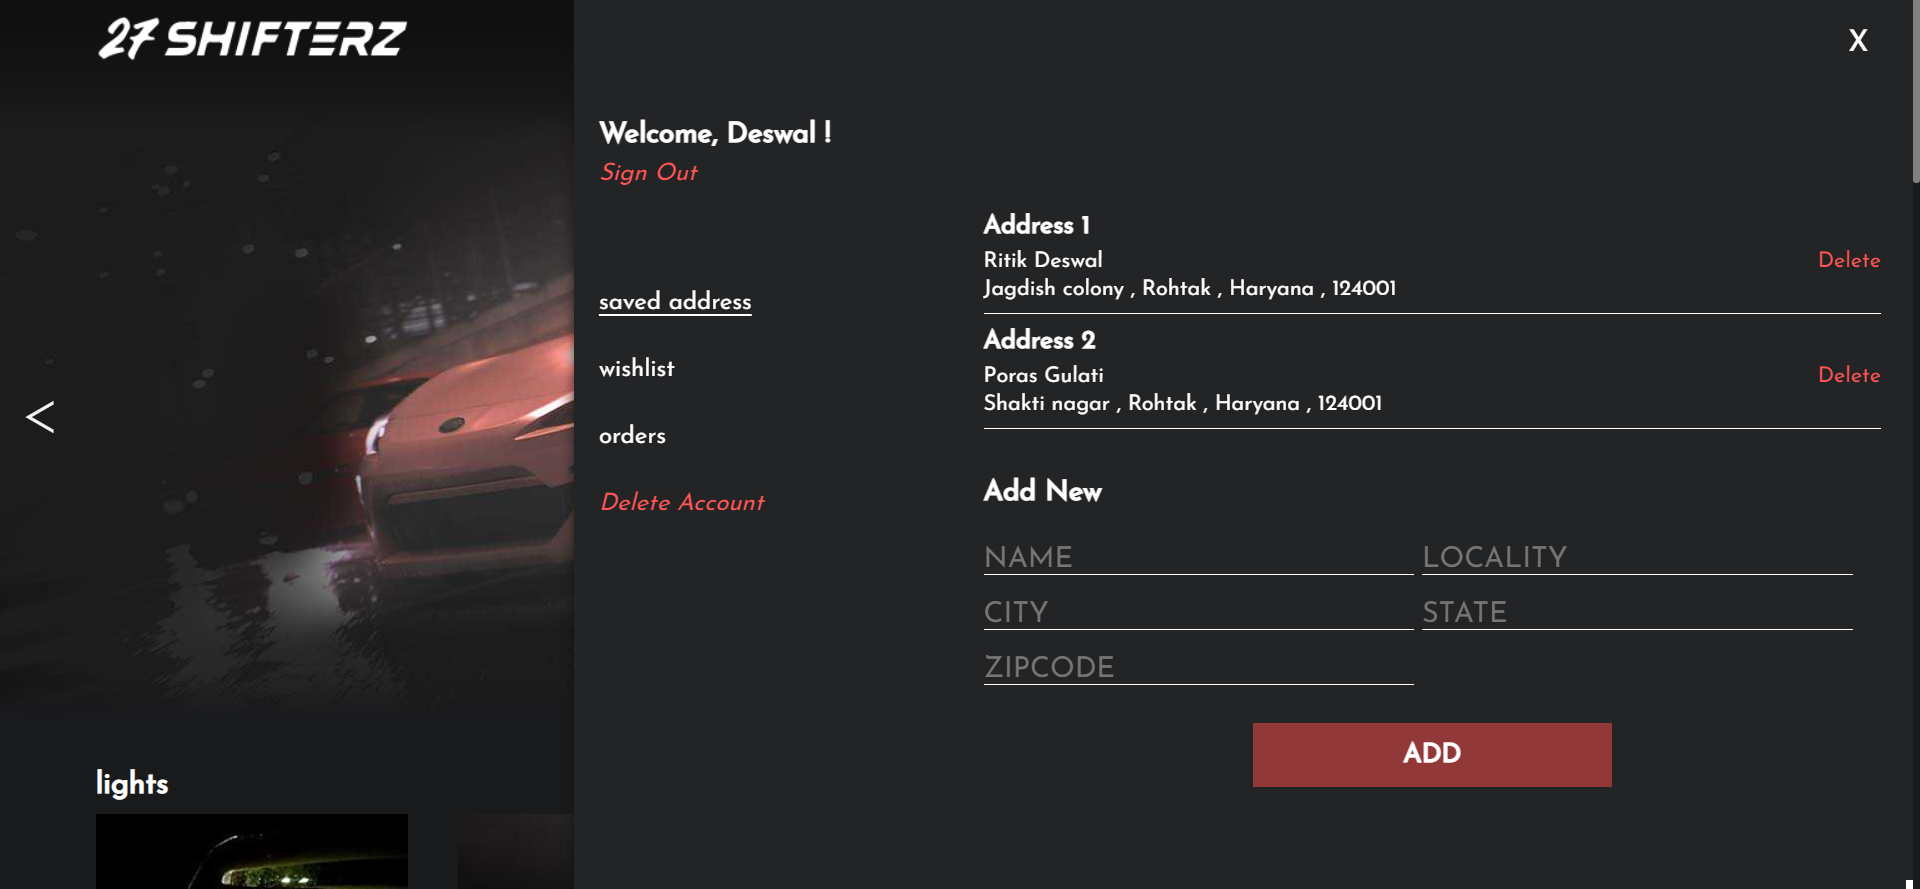 27 SHIFTERZ
X
Welcome, Deswal !
Sign Out
saved address
wishlist
orders
Delete Account
Address 1
Ritik Deswal
Delete
Jagdish colony , Rohtak , Haryana , 124001
Address 2
Poras Gulati
Delete
Shakti nagar , Rohtak , Haryana , 124001
Add New
NAME
LOCALITY
CITY
STATE
ZIPCODE
ADD
<
lights